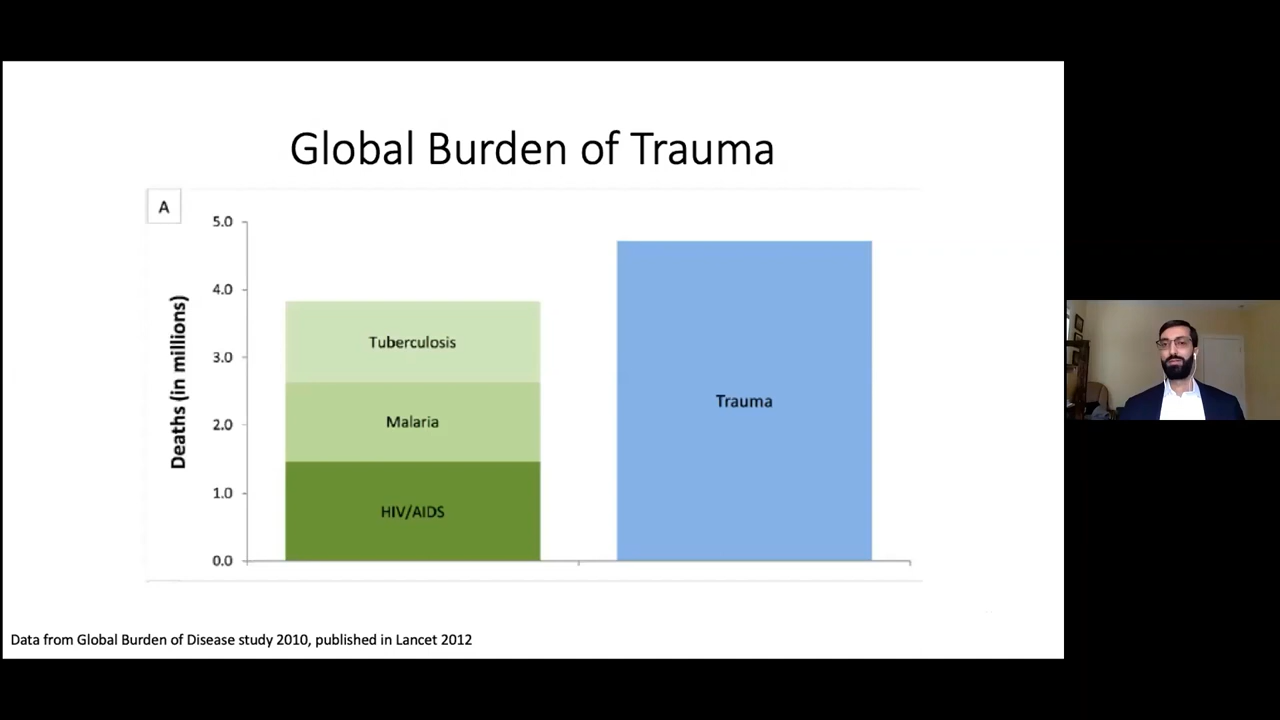 Global Burden of Trauma
A
5.0
4.0
3.0
2.0
1.0
0.0
Deaths (in millions)
Tuberculosis
Malaria
HIV/AIDS
Trauma
Data from Global Burden of Disease study 2010, published in Lancet 2012